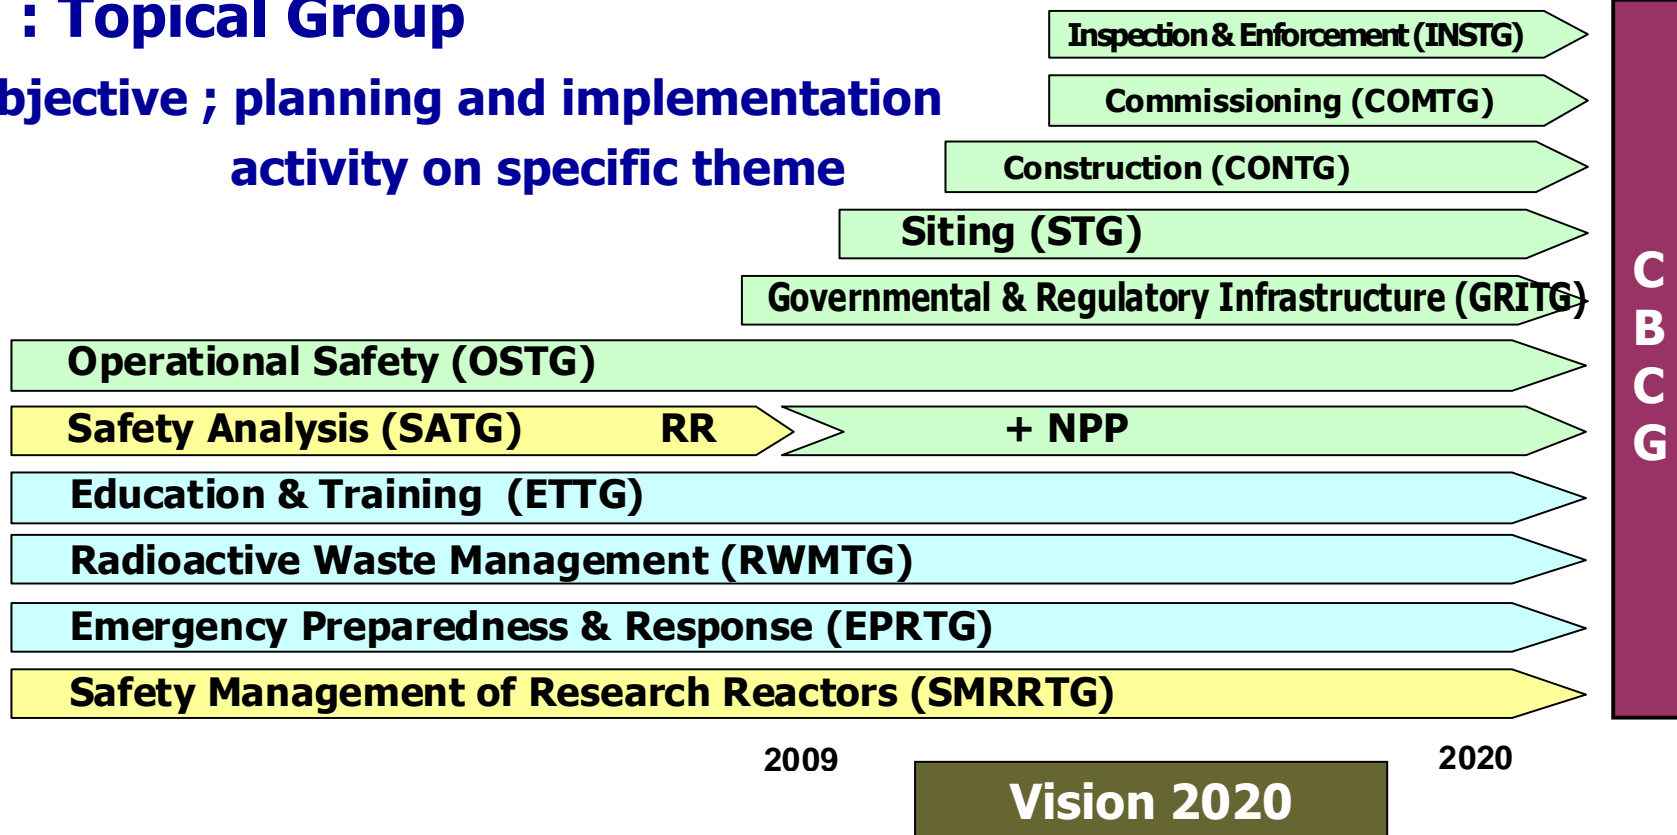 : Topical Group
bjective ; planning and implementation
activity on specific theme
Inspection & Enforcement (INSTG)
Commissioning (COMTG)
Construction (CONTG)
Siting (STG)
Governmental & Regulatory Infrastructure (GRITG)
Operational Safety (OSTG)
Safety Analysis (SATG) RR + NPP
Education & Training (ETTG)
Radioactive Waste Management (RWMTG)
Emergency Preparedness & Response (EPRTG)
Safety Management of Research Reactors (SMRRTG)
C
B
C
G
2009 2020
Vision 2020